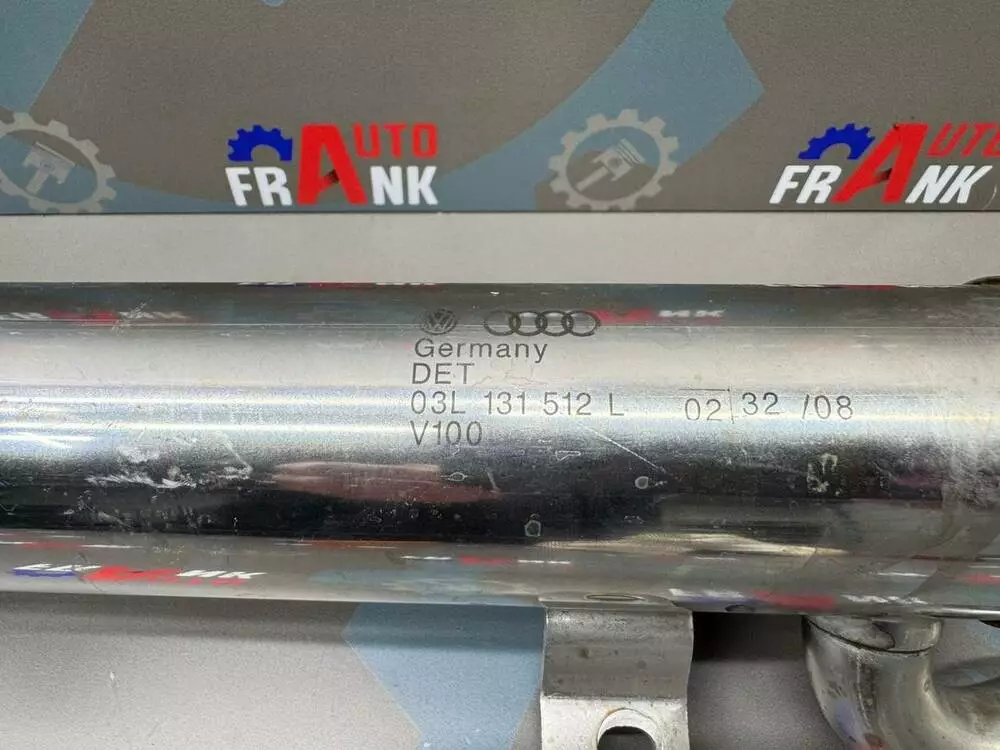 AUTO
FRANK
AUTO
FRANK
Germany
DET
03L 131 512 L 02 32 /08
V100